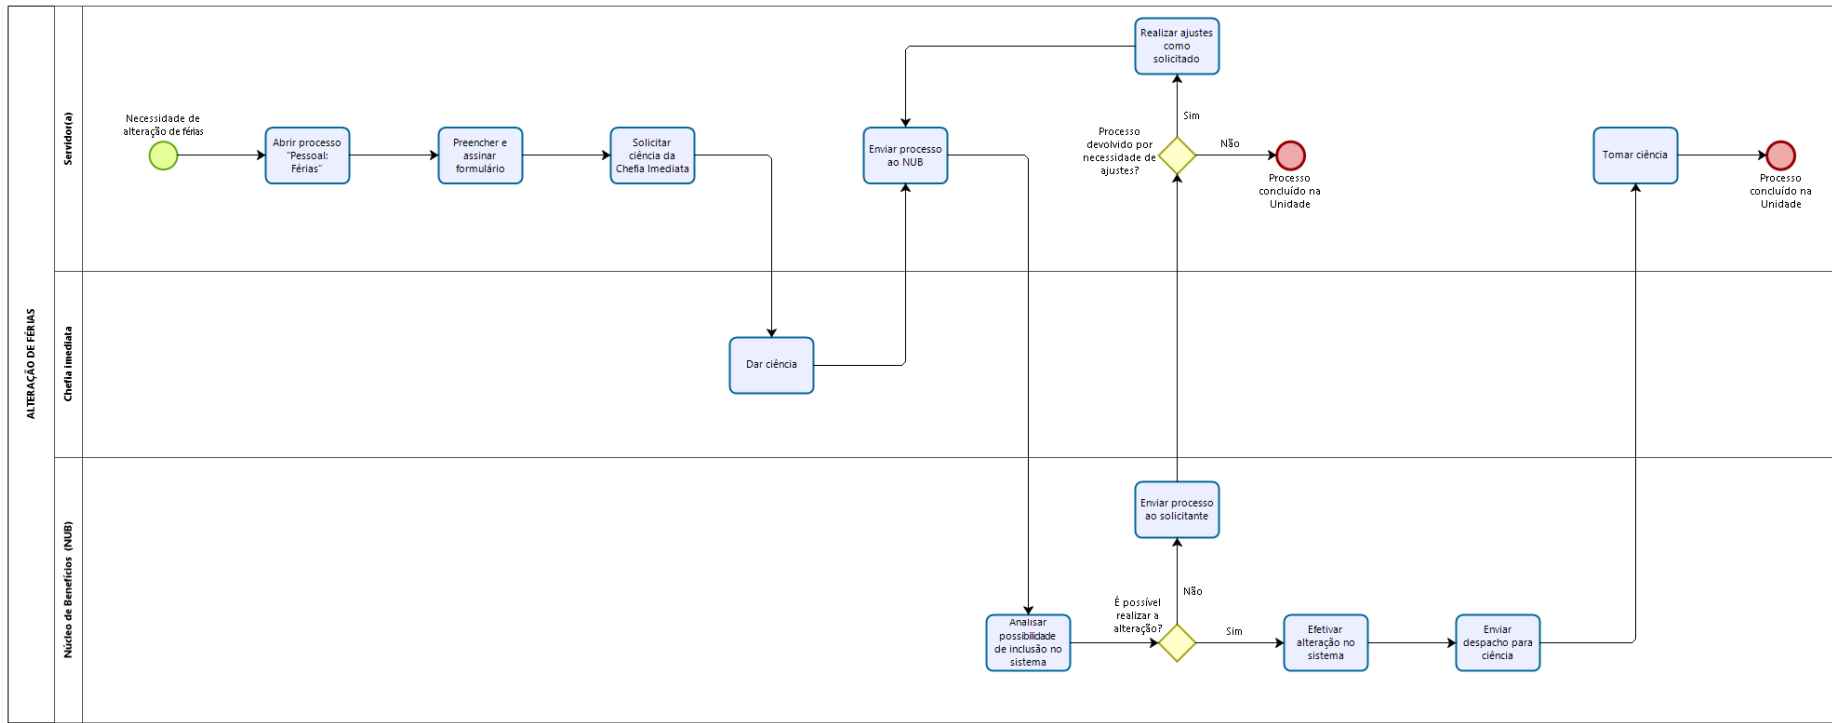 ALTERAÇÃO DE FÉRIAS
Servidor(a)
Necessidade de
alteração de férias
Abrir processo
"Pessoal:
Férias"
Preencher e
assinar
formulário
Solicitar
ciência da
Chefia Imediata
Enviar processo
ao NUB
Realizar ajustes
como
solicitado
Sim
Processo
devolvido por
necessidade de
ajustes?
Não
Processo
concluído na
Unidade
Tomar ciência
Processo
concluído na
Unidade
Chefia imediata
Dar ciência
Núcleo de Benefícios (NUB)
Enviar processo
ao solicitante
Não
É possível
realizar a
alteração?
Analisar
possibilidade
de inclusão no
sistema
Sim
Efetivar
alteração no
sistema
Enviar
despacho para
ciência